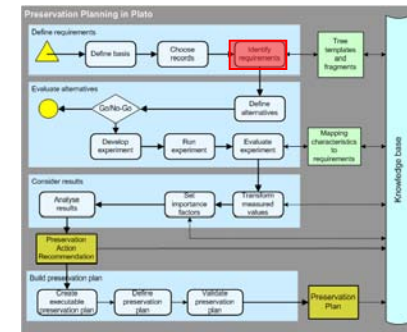 Preservation Planning in Plato
Define requirements
Define basis
Choose
records
Identify
requirements
Tree
templates
and
fragments
Evaluate alternatives
Go/No-Go
Define
alternatives
Develop
experiment
Run
experiment
Evaluate
experiment
Mapping
characteristics
to
requirements
Knowledge base
Consider results
Analyse
results
Set
importance
factors
Transform
measured
values
Preservation
Action
Recommendation
Build preservation plan
Create
executable
preservation plan
Define
preservation
plan
Validate
preservation
plan
Preservation
Plan